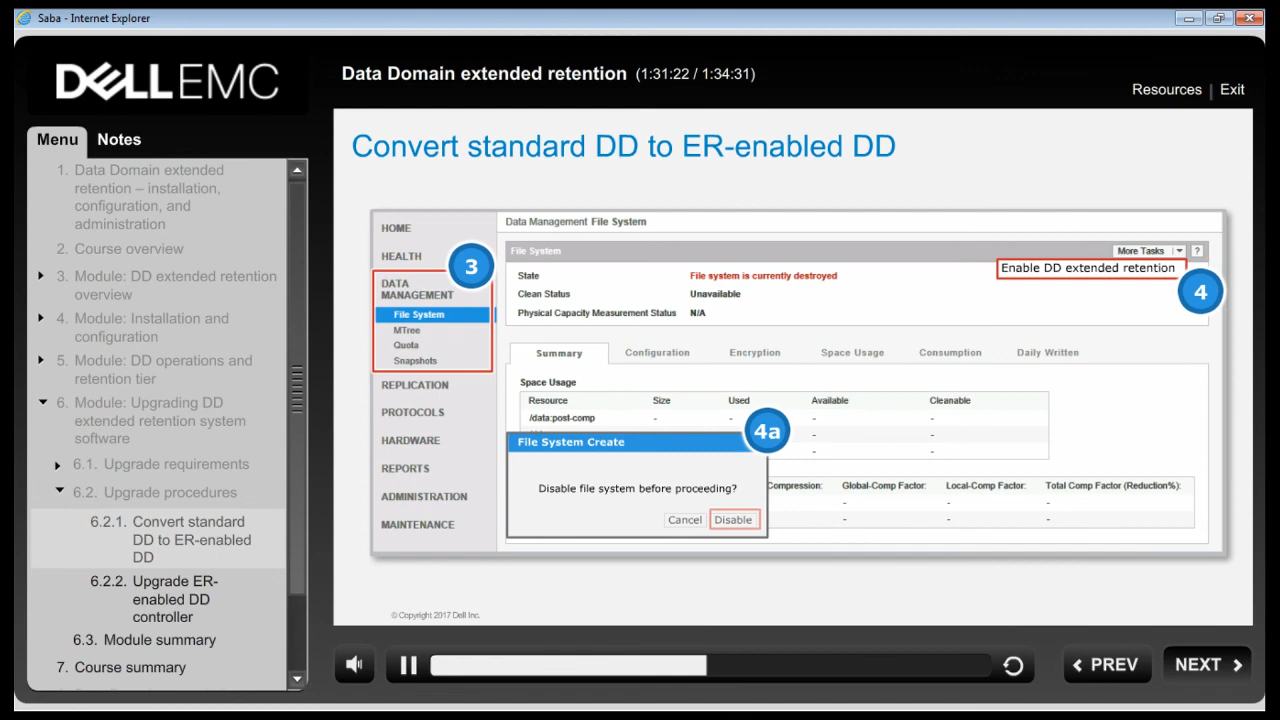 Saba - Internet Explorer
DELLEMC
Data Domain extended retention (1:31:22 / 1:34:31)
Resources | Exit
Menu Notes
1. Data Domain extended
retention – installation,
configuration, and
administration
2. Course overview
3. Module: DD extended retention
overview
4. Module: Installation and
configuration
5. Module: DD operations and
retention tier
6. Module: Upgrading DD
extended retention system
software
6.1. Upgrade requirements
6.2. Upgrade procedures
6.2.1. Convert standard
DD to ER-enabled
DD
6.2.2. Upgrade ER-
enabled DD
controller
6.3. Module summary
7. Course summary
Convert standard DD to ER-enabled DD
HOME
HEALTH
3
DATA
MANAGEMENT
File System
MTree
Quota
Snapshots
REPLICATION
PROTOCOLS
HARDWARE
REPORTS
ADMINISTRATION
MAINTENANCE
Data Management File System
File System
More Tasks ?
Enable DD extended retention
4
State File system is currently destroyed
Clean Status Unavailable
Physical Capacity Measurement Status N/A
Summary Configuration Encryption Space Usage Consumption Daily Written
Space Usage
Resource Size Used Available Cleanable
/data:post-comp - - - -
- -
- -
4a
File System Create
Disable file system before proceeding?
Cancel Disable
Compression: Global-Comp Factor: Local-Comp Factor: Total Comp Factor (Reduction%):
- - -
- - -
© Copyright 2017 Dell Inc.
PREV NEXT